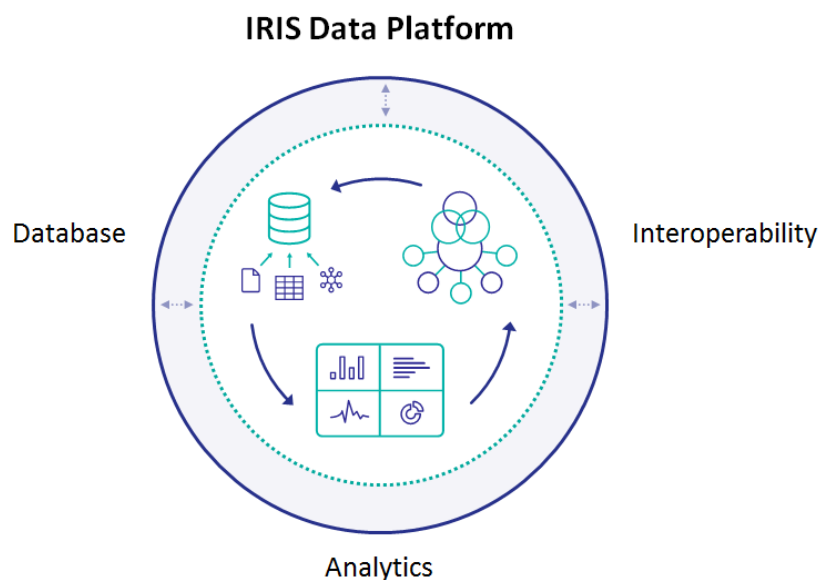 IRIS Data Platform
Database
Interoperability
Analytics